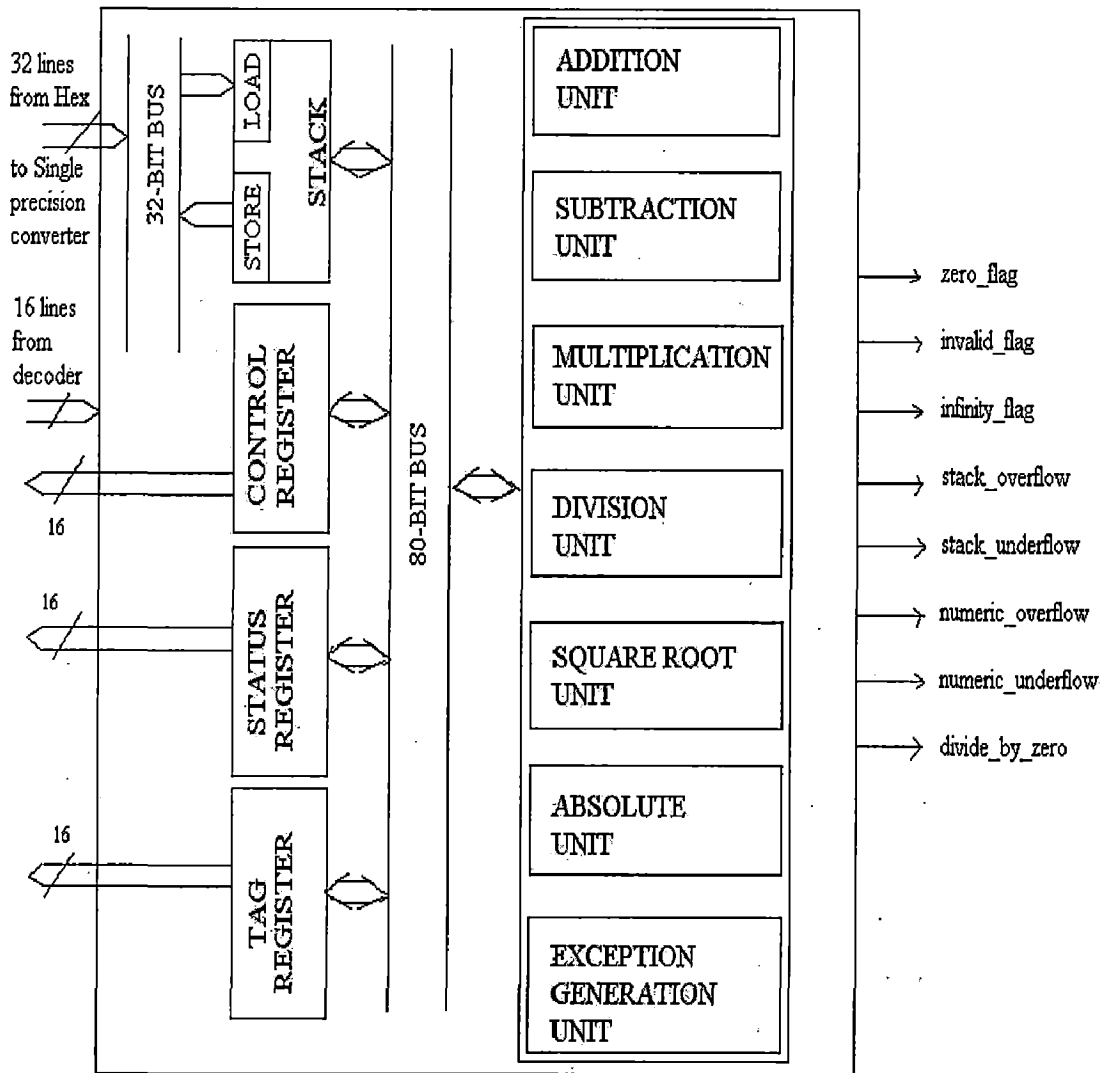 32 lines
from Hex
to Single
precision
converter
16 lines
from
decoder
16
16
16
32-BIT BUS
LOAD
STORE
STACK
CONTROL
REGISTER
STATUS
REGISTER
TAG
REGISTER
80-BIT BUS
ADDITION
UNIT
SUBTRACTION
UNIT
MULTIPLICATION
UNIT
DIVISION
UNIT
SQUARE ROOT
UNIT
ABSOLUTE
UNIT
EXCEPTION
GENERATION
UNIT
zero_flag
invalid_flag
infinity_flag
stack_overflow
stack_underflow
numeric_overflow
numeric_underflow
divide_by_zero